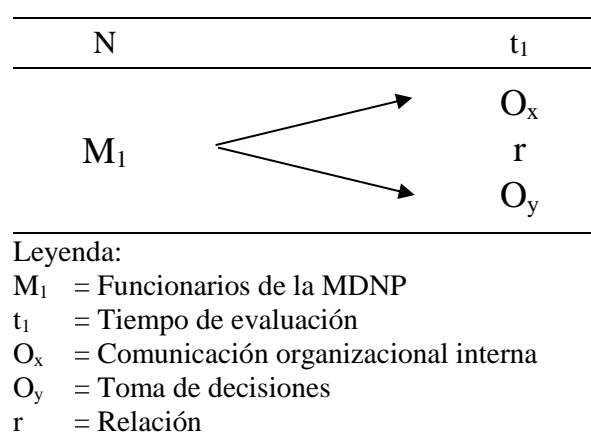 N t₁
Oₓ
M₁ r
Oᵧ
Leyenda:
M₁ = Funcionarios de la MDNP
t₁ = Tiempo de evaluación
Oₓ = Comunicación organizacional interna
Oᵧ = Toma de decisiones
r = Relación